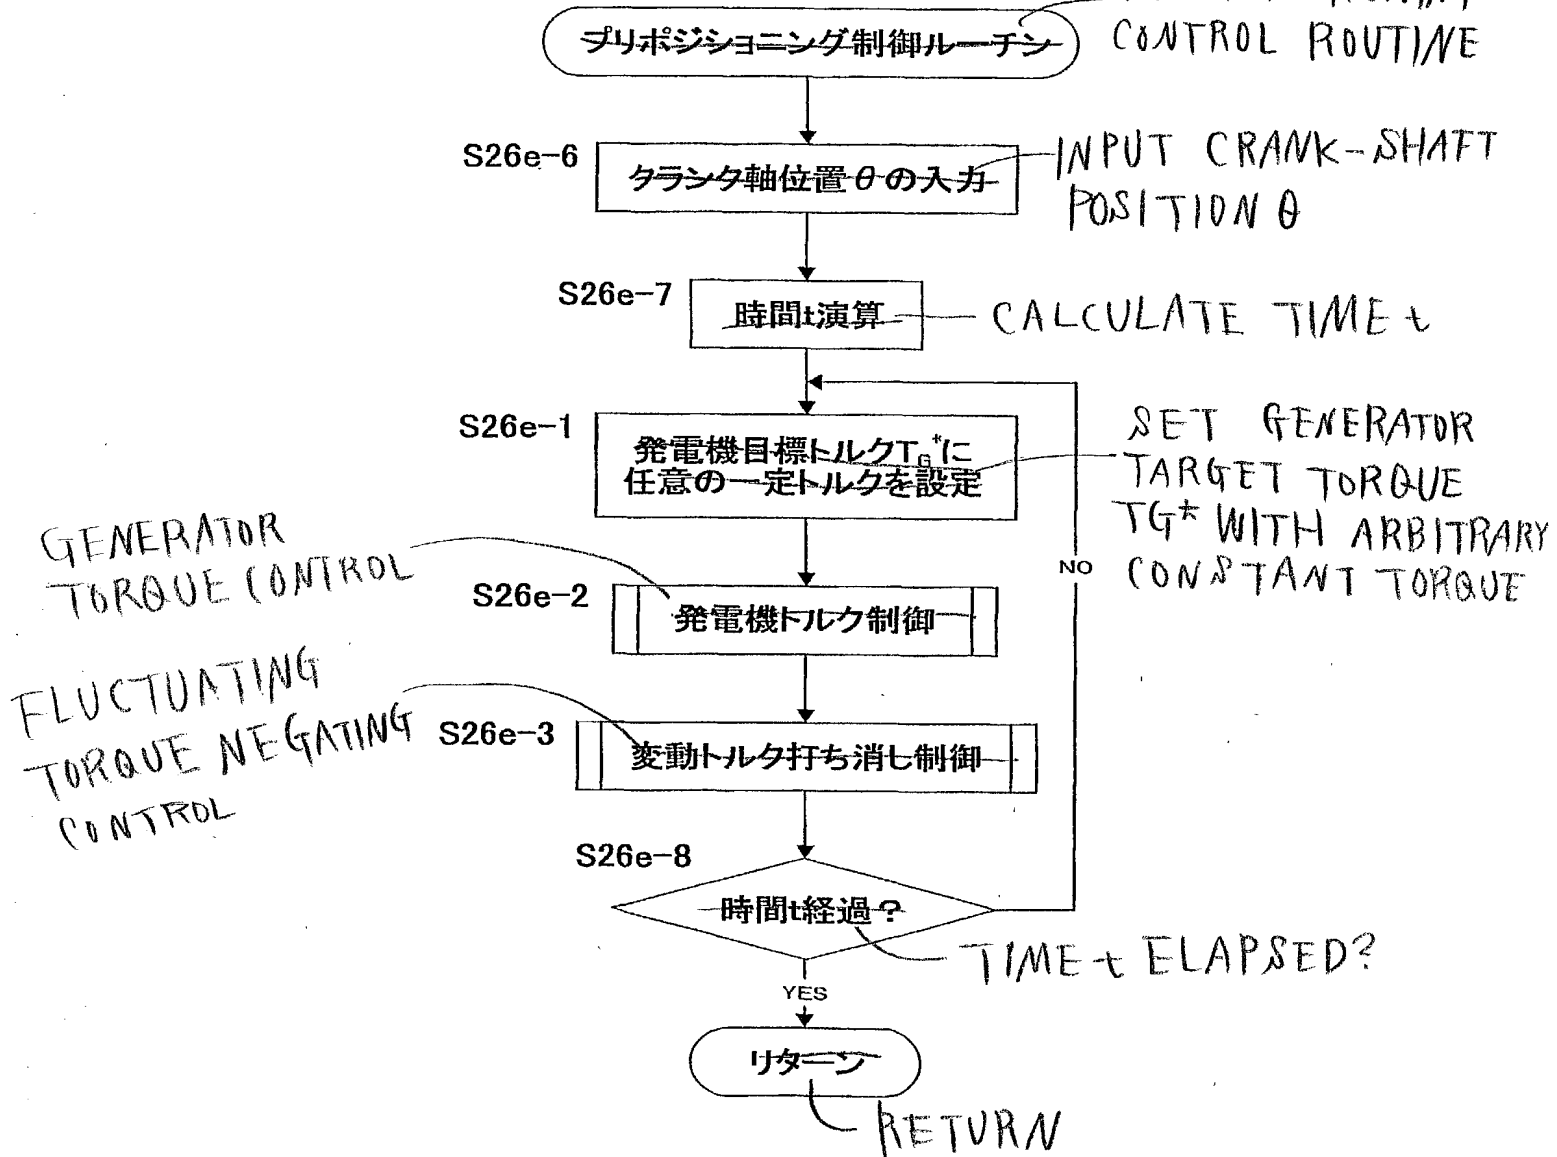 プリポジショニング制御ルーチン
CONTROL ROUTINE
S26e-6
クランク軸位置θの入力
INPUT CRANK-SHAFT
POSITION θ
S26e-7
時間t演算
CALCULATE TIME t
S26e-1
発電機目標トルクTG*に
任意の一定トルクを設定
SET GENERATOR
TARGET TORQUE
TG* WITH ARBITRARY
CONSTANT TORQUE
NO
GENERATOR
TORQUE CONTROL
S26e-2
発電機トルク制御
FLUCTUATING
TORQUE NEGATING
CONTROL
S26e-3
変動トルク打ち消し制御
S26e-8
時間t経過?
TIME t ELAPSED?
YES
リターン
RETURN